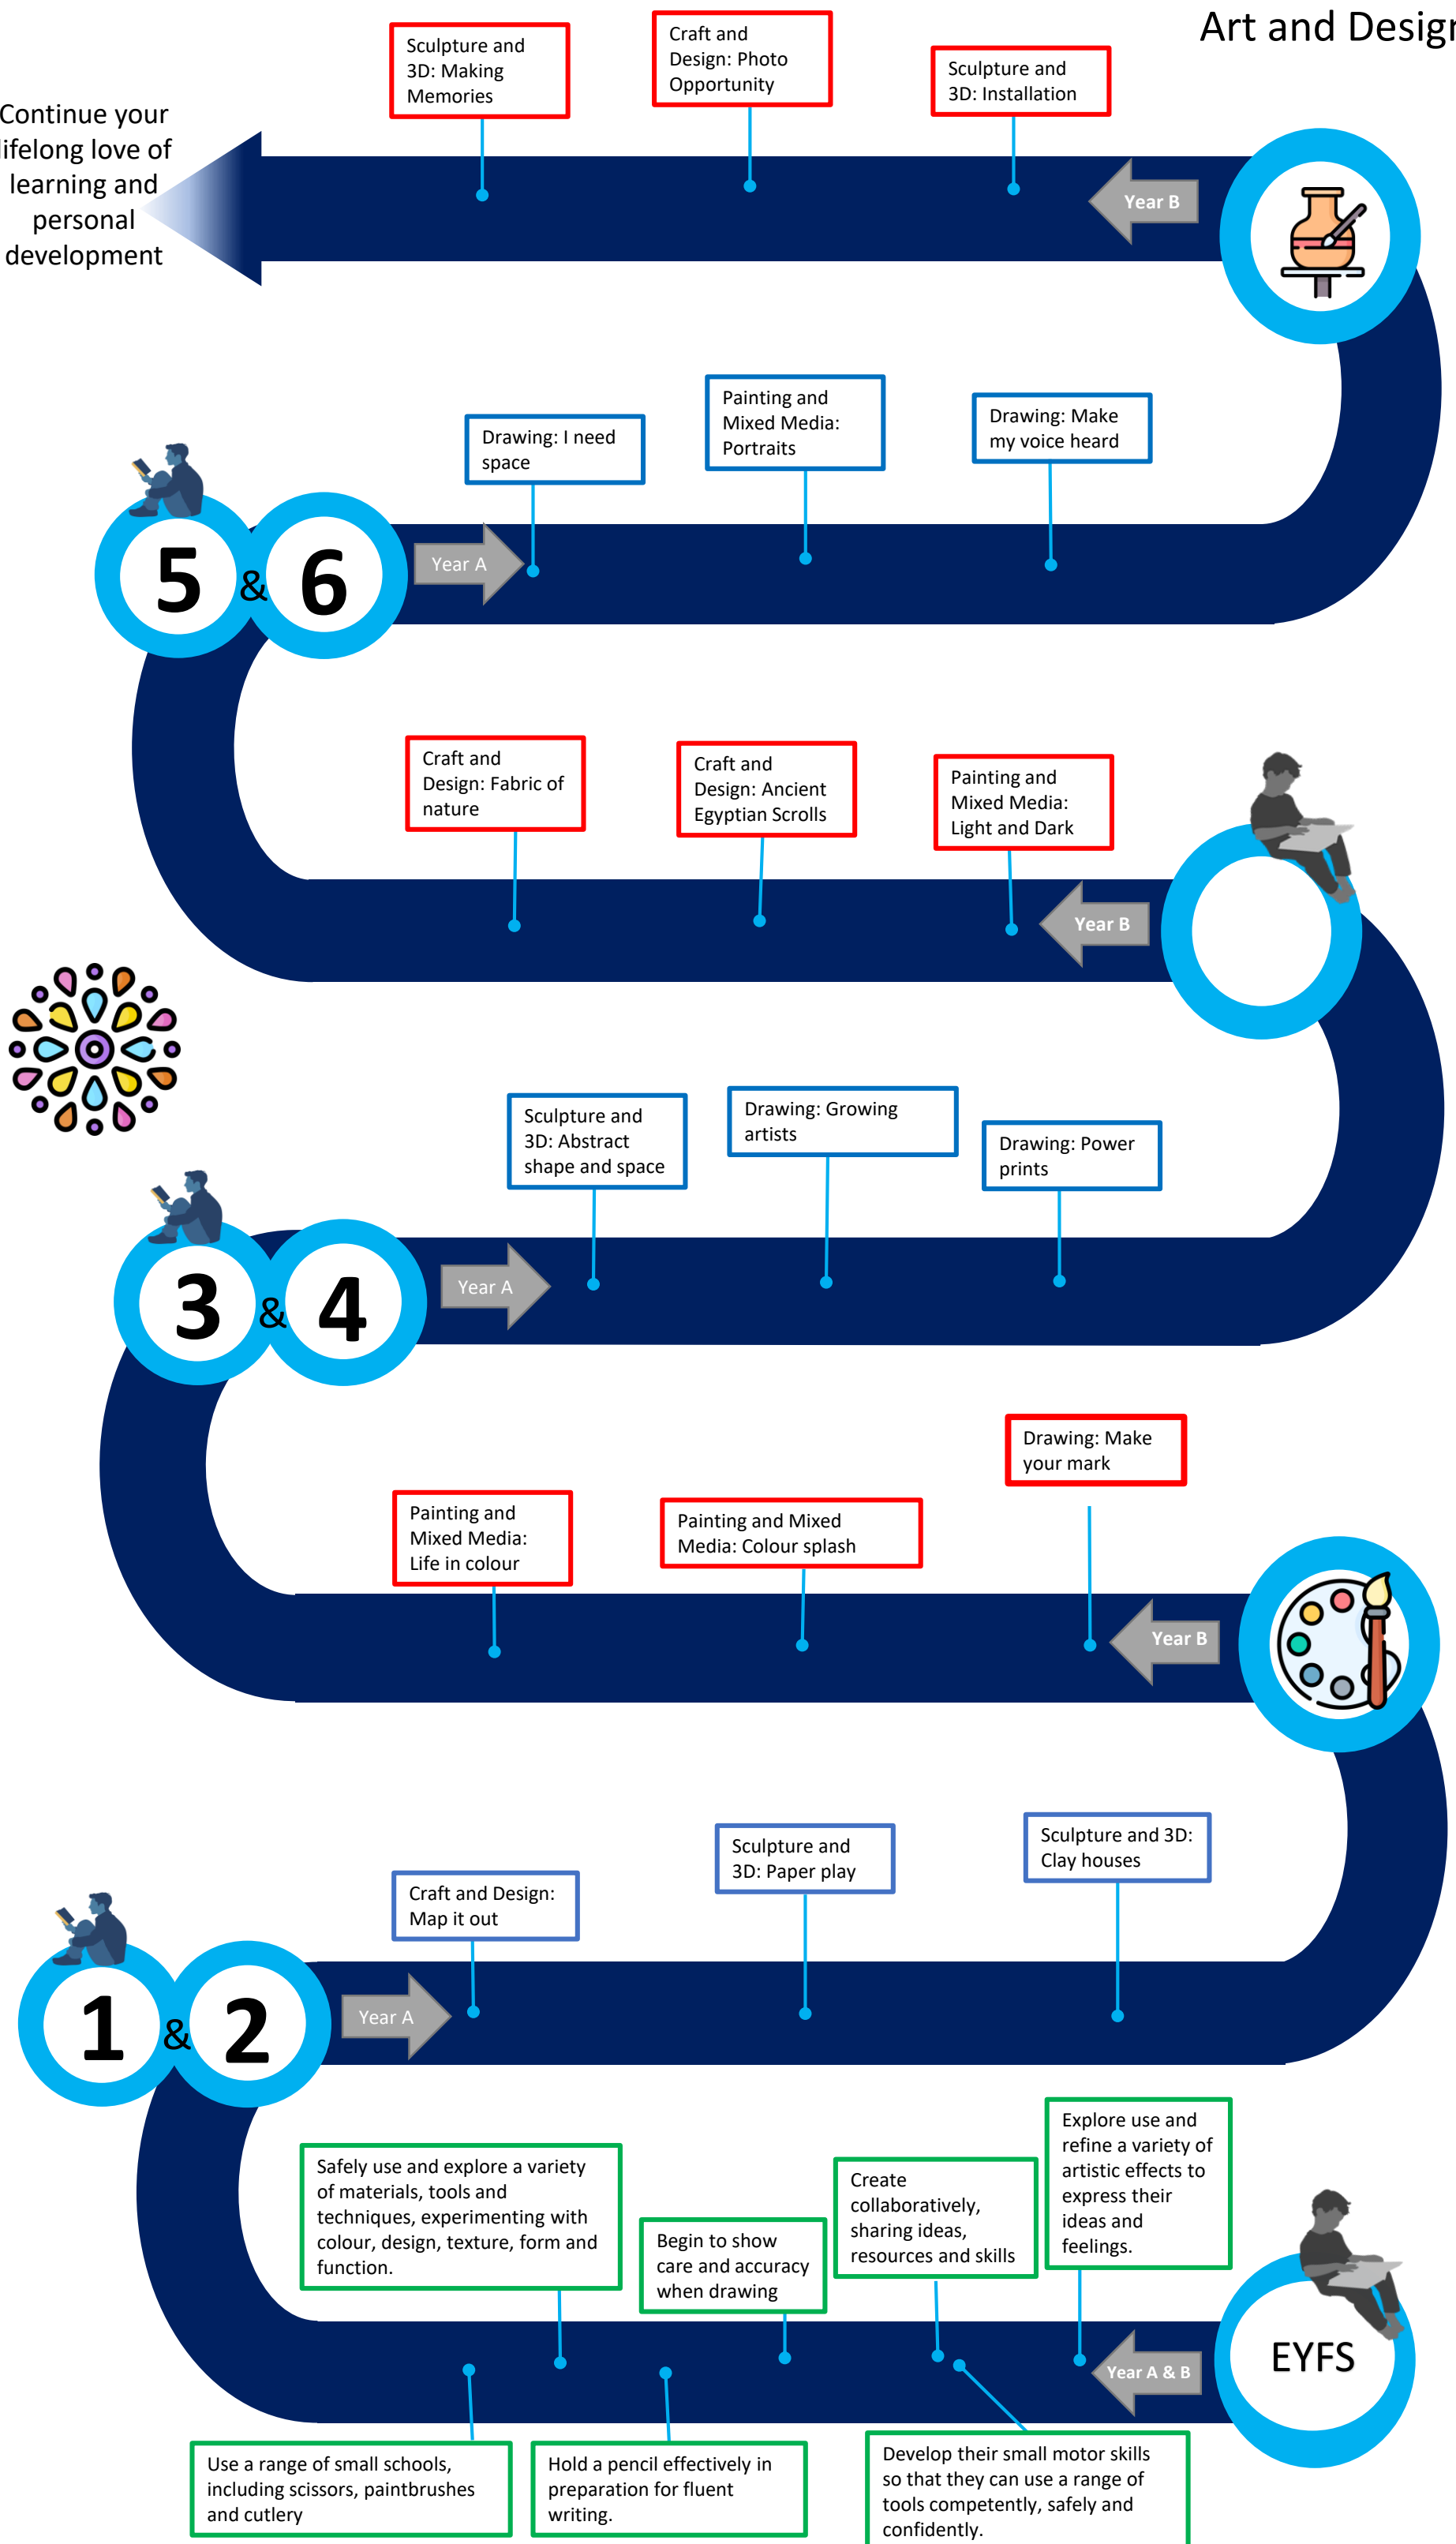 Art and Design
Sculpture and
3D: Making
Memories
Craft and
Design: Photo
Opportunity
Sculpture and
3D: Installation
Continue your
lifelong love of
learning and
personal
development
Year B
Drawing: I need
space
Painting and
Mixed Media:
Portraits
Drawing: Make
my voice heard
5 & 6
Year A
Craft and
Design: Fabric of
nature
Craft and
Design: Ancient
Egyptian Scrolls
Painting and
Mixed Media:
Light and Dark
Year B
Sculpture and
3D: Abstract
shape and space
Drawing: Growing
artists
Drawing: Power
prints
3 & 4
Year A
Drawing: Make
your mark
Painting and
Mixed Media:
Life in colour
Painting and Mixed
Media: Colour splash
Year B
Craft and Design:
Map it out
Sculpture and
3D: Paper play
Sculpture and 3D:
Clay houses
1 & 2
Year A
Safely use and explore a variety
of materials, tools and
techniques, experimenting with
colour, design, texture, form and
function.
Begin to show
care and accuracy
when drawing
Create
collaboratively,
sharing ideas,
resources and skills
Explore use and
refine a variety of
artistic effects to
express their
ideas and
feelings.
Year A & B
EYFS
Use a range of small schools,
including scissors, paintbrushes
and cutlery
Hold a pencil effectively in
preparation for fluent
writing.
Develop their small motor skills
so that they can use a range of
tools competently, safely and
confidently.